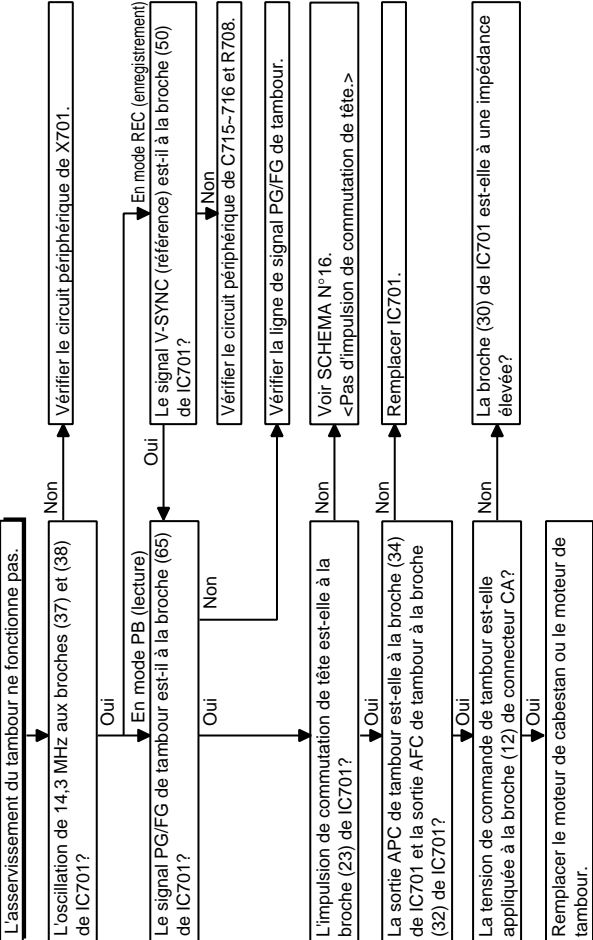 L'asservissement du tambour ne fonctionne pas.
L'oscillation de 14,3 MHz aux broches (37) et (38)
de IC701?
Non
Vérifier le circuit périphérique de X701.
Oui
En mode PB (lecture)
En mode REC (enregistrement)
Le signal PG/FG de tambour est-il à la broche (65)
de IC701?
Oui
Le signal V-SYNC (référence) est-il à la broche (50)
de IC701?
Non
Vérifier le circuit périphérique de C715~716 et R708.
Non
Vérifier la ligne de signal PG/FG de tambour.
Oui
L'impulsion de commutation de tête est-elle à la
broche (23) de IC701?
Non
Voir SCHEMA N°16.
<Pas d'impulsion de commutation de tête.>
Oui
La sortie APC de tambour est-elle à la broche (34)
de IC701 et la sortie AFC de tambour à la broche
(32) de IC701?
Non
Remplacer IC701.
Oui
La tension de commande de tambour est-elle
appliquée à la broche (12) de connecteur CA?
Non
La broche (30) de IC701 est-elle à une impédance
élevée?
Oui
Remplacer le moteur de cabestan ou le moteur de
tambour.